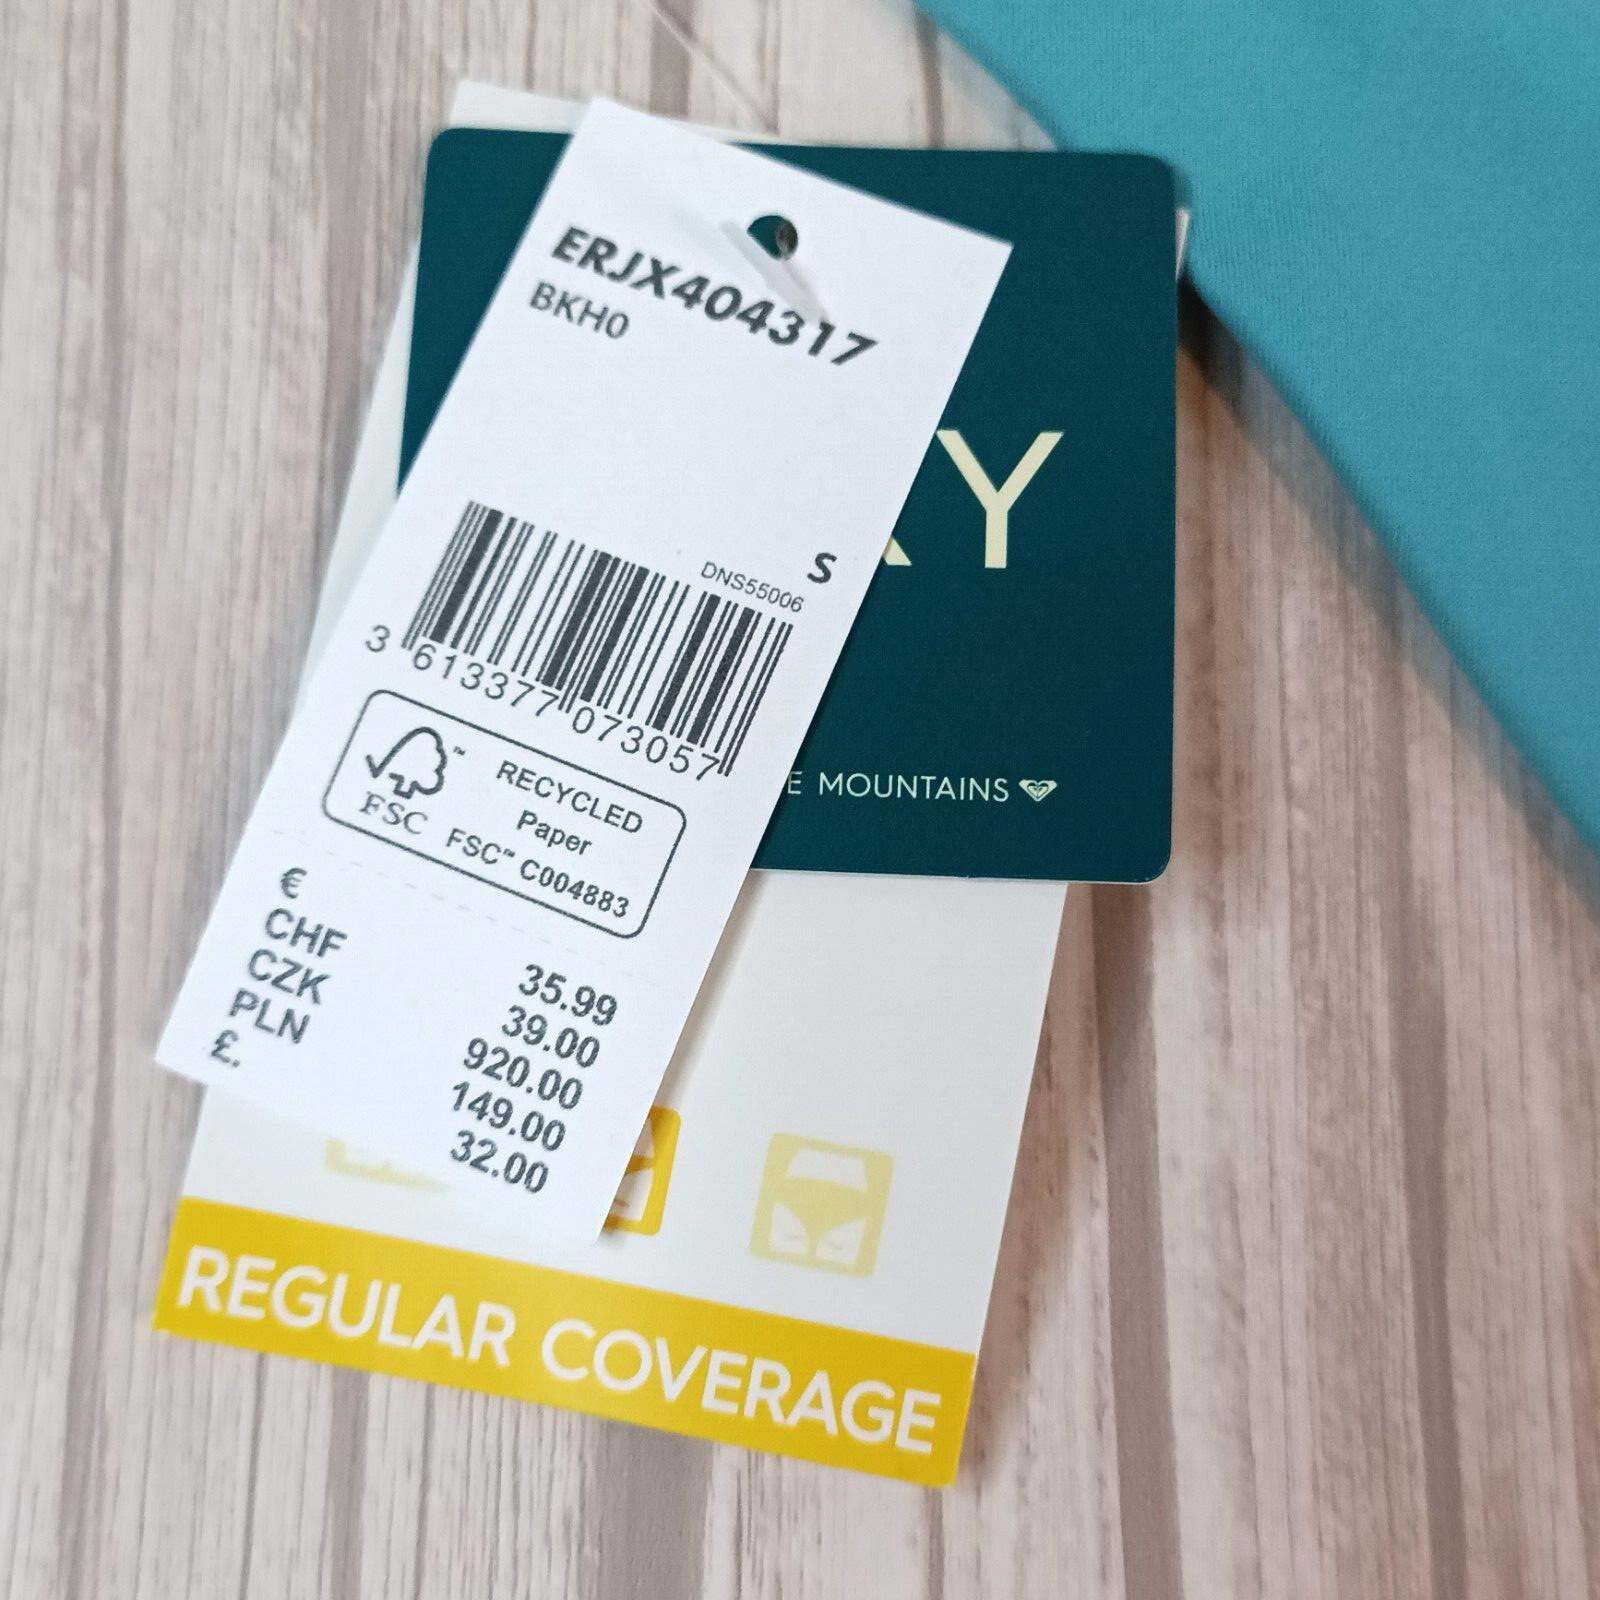 ERJX404317
BKH0
S
DNS55006
3 613377 073057
FSC
RECYCLED
Paper
FSC™ C004883
€ 35.99
CHF 39.00
CZK 920.00
PLN 149.00
£. 32.00
Y
E MOUNTAINS
REGULAR COVERAGE